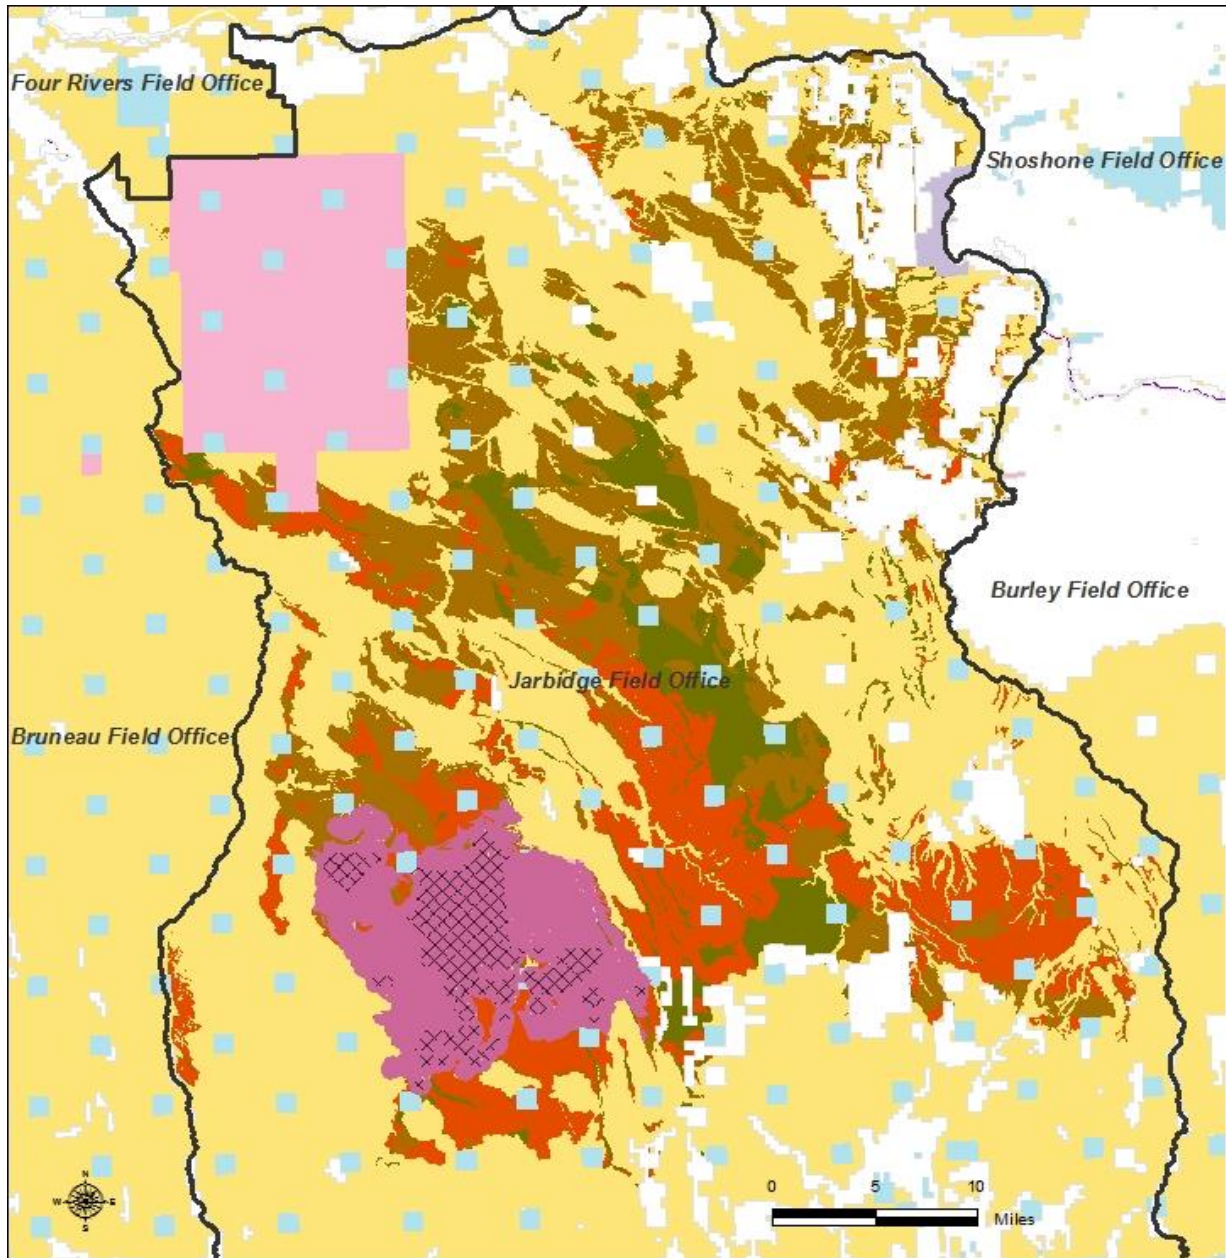 Four Rivers Field Office
Shoshone Field Office
Burley Field Office
Jarbidge Field Office
Bruneau Field Office
N
W E
S
0 5 10
Miles